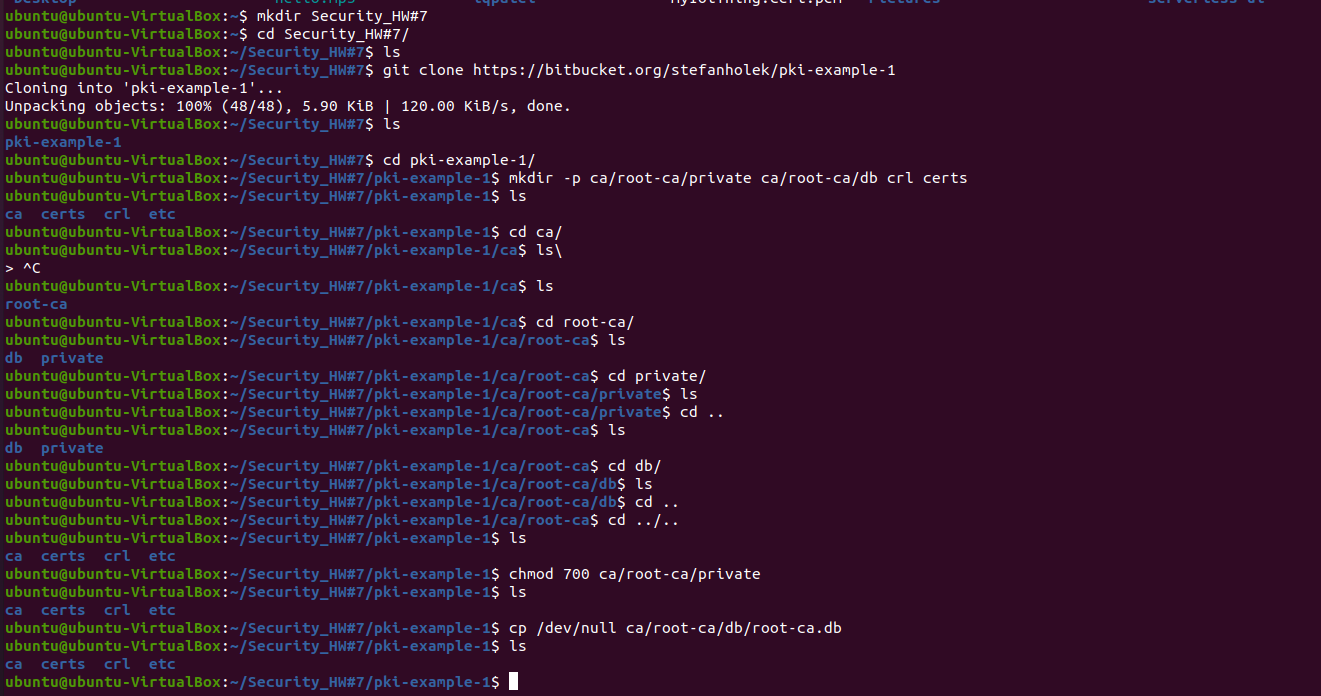 Desktop hello.mp3 tqpatel MyIotThing.cert.pem Pictures serverless-at
ubuntu@ubuntu-VirtualBox:~$ mkdir Security_HW#7
ubuntu@ubuntu-VirtualBox:~$ cd Security_HW#7/
ubuntu@ubuntu-VirtualBox:~/Security_HW#7$ ls
ubuntu@ubuntu-VirtualBox:~/Security_HW#7$ git clone https://bitbucket.org/stefanholek/pki-example-1
Cloning into 'pki-example-1'...
Unpacking objects: 100% (48/48), 5.90 KiB | 120.00 KiB/s, done.
ubuntu@ubuntu-VirtualBox:~/Security_HW#7$ ls
pki-example-1
ubuntu@ubuntu-VirtualBox:~/Security_HW#7$ cd pki-example-1/
ubuntu@ubuntu-VirtualBox:~/Security_HW#7/pki-example-1$ mkdir -p ca/root-ca/private ca/root-ca/db crl certs
ubuntu@ubuntu-VirtualBox:~/Security_HW#7/pki-example-1$ ls
ca  certs  crl  etc
ubuntu@ubuntu-VirtualBox:~/Security_HW#7/pki-example-1$ cd ca/
ubuntu@ubuntu-VirtualBox:~/Security_HW#7/pki-example-1/ca$ ls\
> ^C
ubuntu@ubuntu-VirtualBox:~/Security_HW#7/pki-example-1/ca$ ls
root-ca
ubuntu@ubuntu-VirtualBox:~/Security_HW#7/pki-example-1/ca$ cd root-ca/
ubuntu@ubuntu-VirtualBox:~/Security_HW#7/pki-example-1/ca/root-ca$ ls
db  private
ubuntu@ubuntu-VirtualBox:~/Security_HW#7/pki-example-1/ca/root-ca$ cd private/
ubuntu@ubuntu-VirtualBox:~/Security_HW#7/pki-example-1/ca/root-ca/private$ ls
ubuntu@ubuntu-VirtualBox:~/Security_HW#7/pki-example-1/ca/root-ca/private$ cd ..
ubuntu@ubuntu-VirtualBox:~/Security_HW#7/pki-example-1/ca/root-ca$ ls
db  private
ubuntu@ubuntu-VirtualBox:~/Security_HW#7/pki-example-1/ca/root-ca$ cd db/
ubuntu@ubuntu-VirtualBox:~/Security_HW#7/pki-example-1/ca/root-ca/db$ ls
ubuntu@ubuntu-VirtualBox:~/Security_HW#7/pki-example-1/ca/root-ca/db$ cd ..
ubuntu@ubuntu-VirtualBox:~/Security_HW#7/pki-example-1/ca/root-ca$ cd ../..
ubuntu@ubuntu-VirtualBox:~/Security_HW#7/pki-example-1$ ls
ca  certs  crl  etc
ubuntu@ubuntu-VirtualBox:~/Security_HW#7/pki-example-1$ chmod 700 ca/root-ca/private
ubuntu@ubuntu-VirtualBox:~/Security_HW#7/pki-example-1$ ls
ca  certs  crl  etc
ubuntu@ubuntu-VirtualBox:~/Security_HW#7/pki-example-1$ cp /dev/null ca/root-ca/db/root-ca.db
ubuntu@ubuntu-VirtualBox:~/Security_HW#7/pki-example-1$ ls
ca  certs  crl  etc
ubuntu@ubuntu-VirtualBox:~/Security_HW#7/pki-example-1$